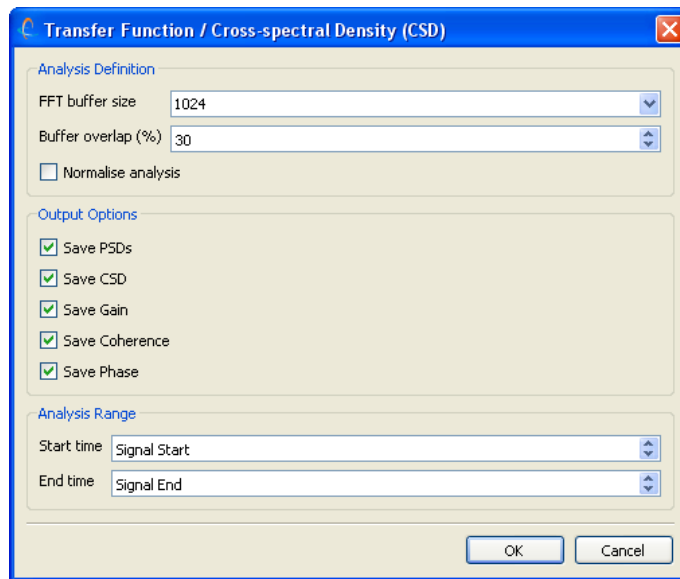 Transfer Function / Cross-spectral Density (CSD)
Analysis Definition
FFT buffer size 1024
Buffer overlap (%) 30
Normalise analysis
Output Options
Save PSDs
Save CSD
Save Gain
Save Coherence
Save Phase
Analysis Range
Start time Signal Start
End time Signal End
OK Cancel